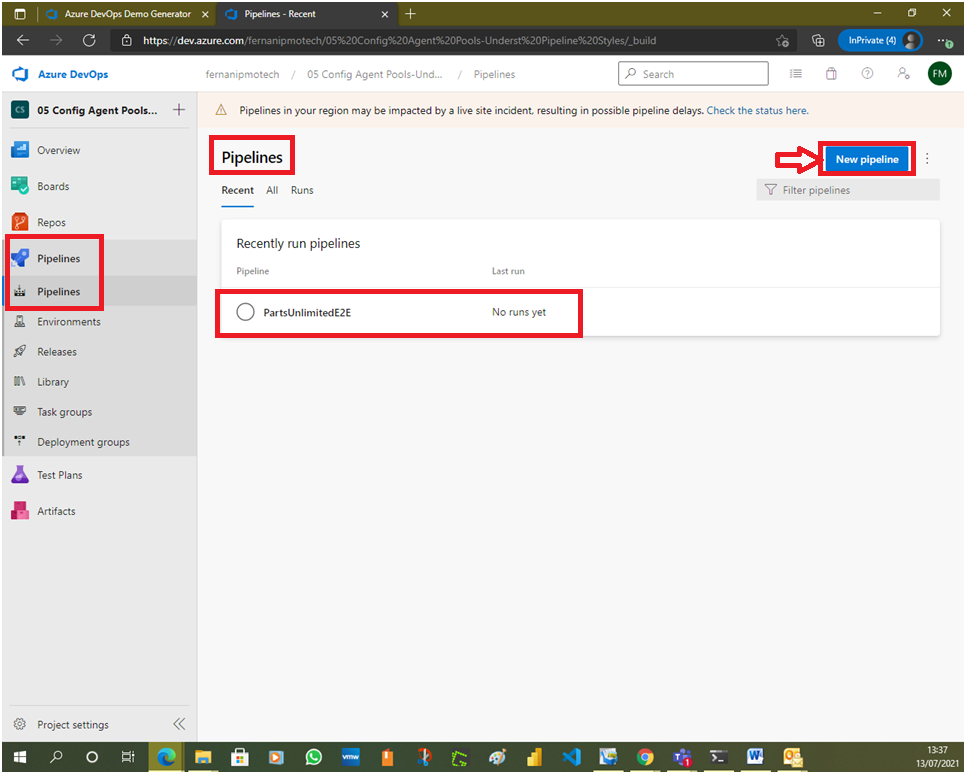 Azure DevOps Demo Generator
Pipelines - Recent
https://dev.azure.com/fernanipmotech/05%20Config%20Agent%20Pools-Underst%20Pipeline%20Styles/_build
InPrivate (4)
Azure DevOps
fernanipmotech / 05 Config Agent Pools-Und... / Pipelines
Search
FM
CS
05 Config Agent Pools...
Pipelines in your region may be impacted by a live site incident, resulting in possible pipeline delays. Check the status here.
Overview
Boards
Repos
Pipelines
Pipelines
Environments
Releases
Library
Task groups
Deployment groups
Test Plans
Artifacts
Project settings
Pipelines
New pipeline
Recent All Runs
Filter pipelines
Recently run pipelines
Pipeline Last run
PartsUnlimitedE2E No runs yet
vmw
13:37
13/07/2021